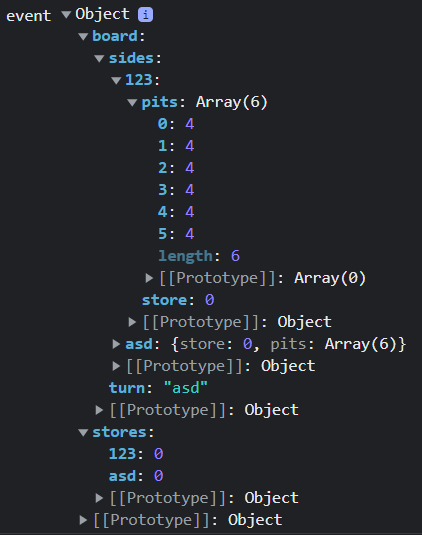 event ▼Object i
▼board:
▼sides:
▼123:
▼pits: Array(6)
0: 4
1: 4
2: 4
3: 4
4: 4
5: 4
length: 6
▶[[Prototype]]: Array(0)
store: 0
▶[[Prototype]]: Object
▶asd: {store: 0, pits: Array(6)}
▶[[Prototype]]: Object
turn: "asd"
▶[[Prototype]]: Object
▼stores:
123: 0
asd: 0
▶[[Prototype]]: Object
▶[[Prototype]]: Object